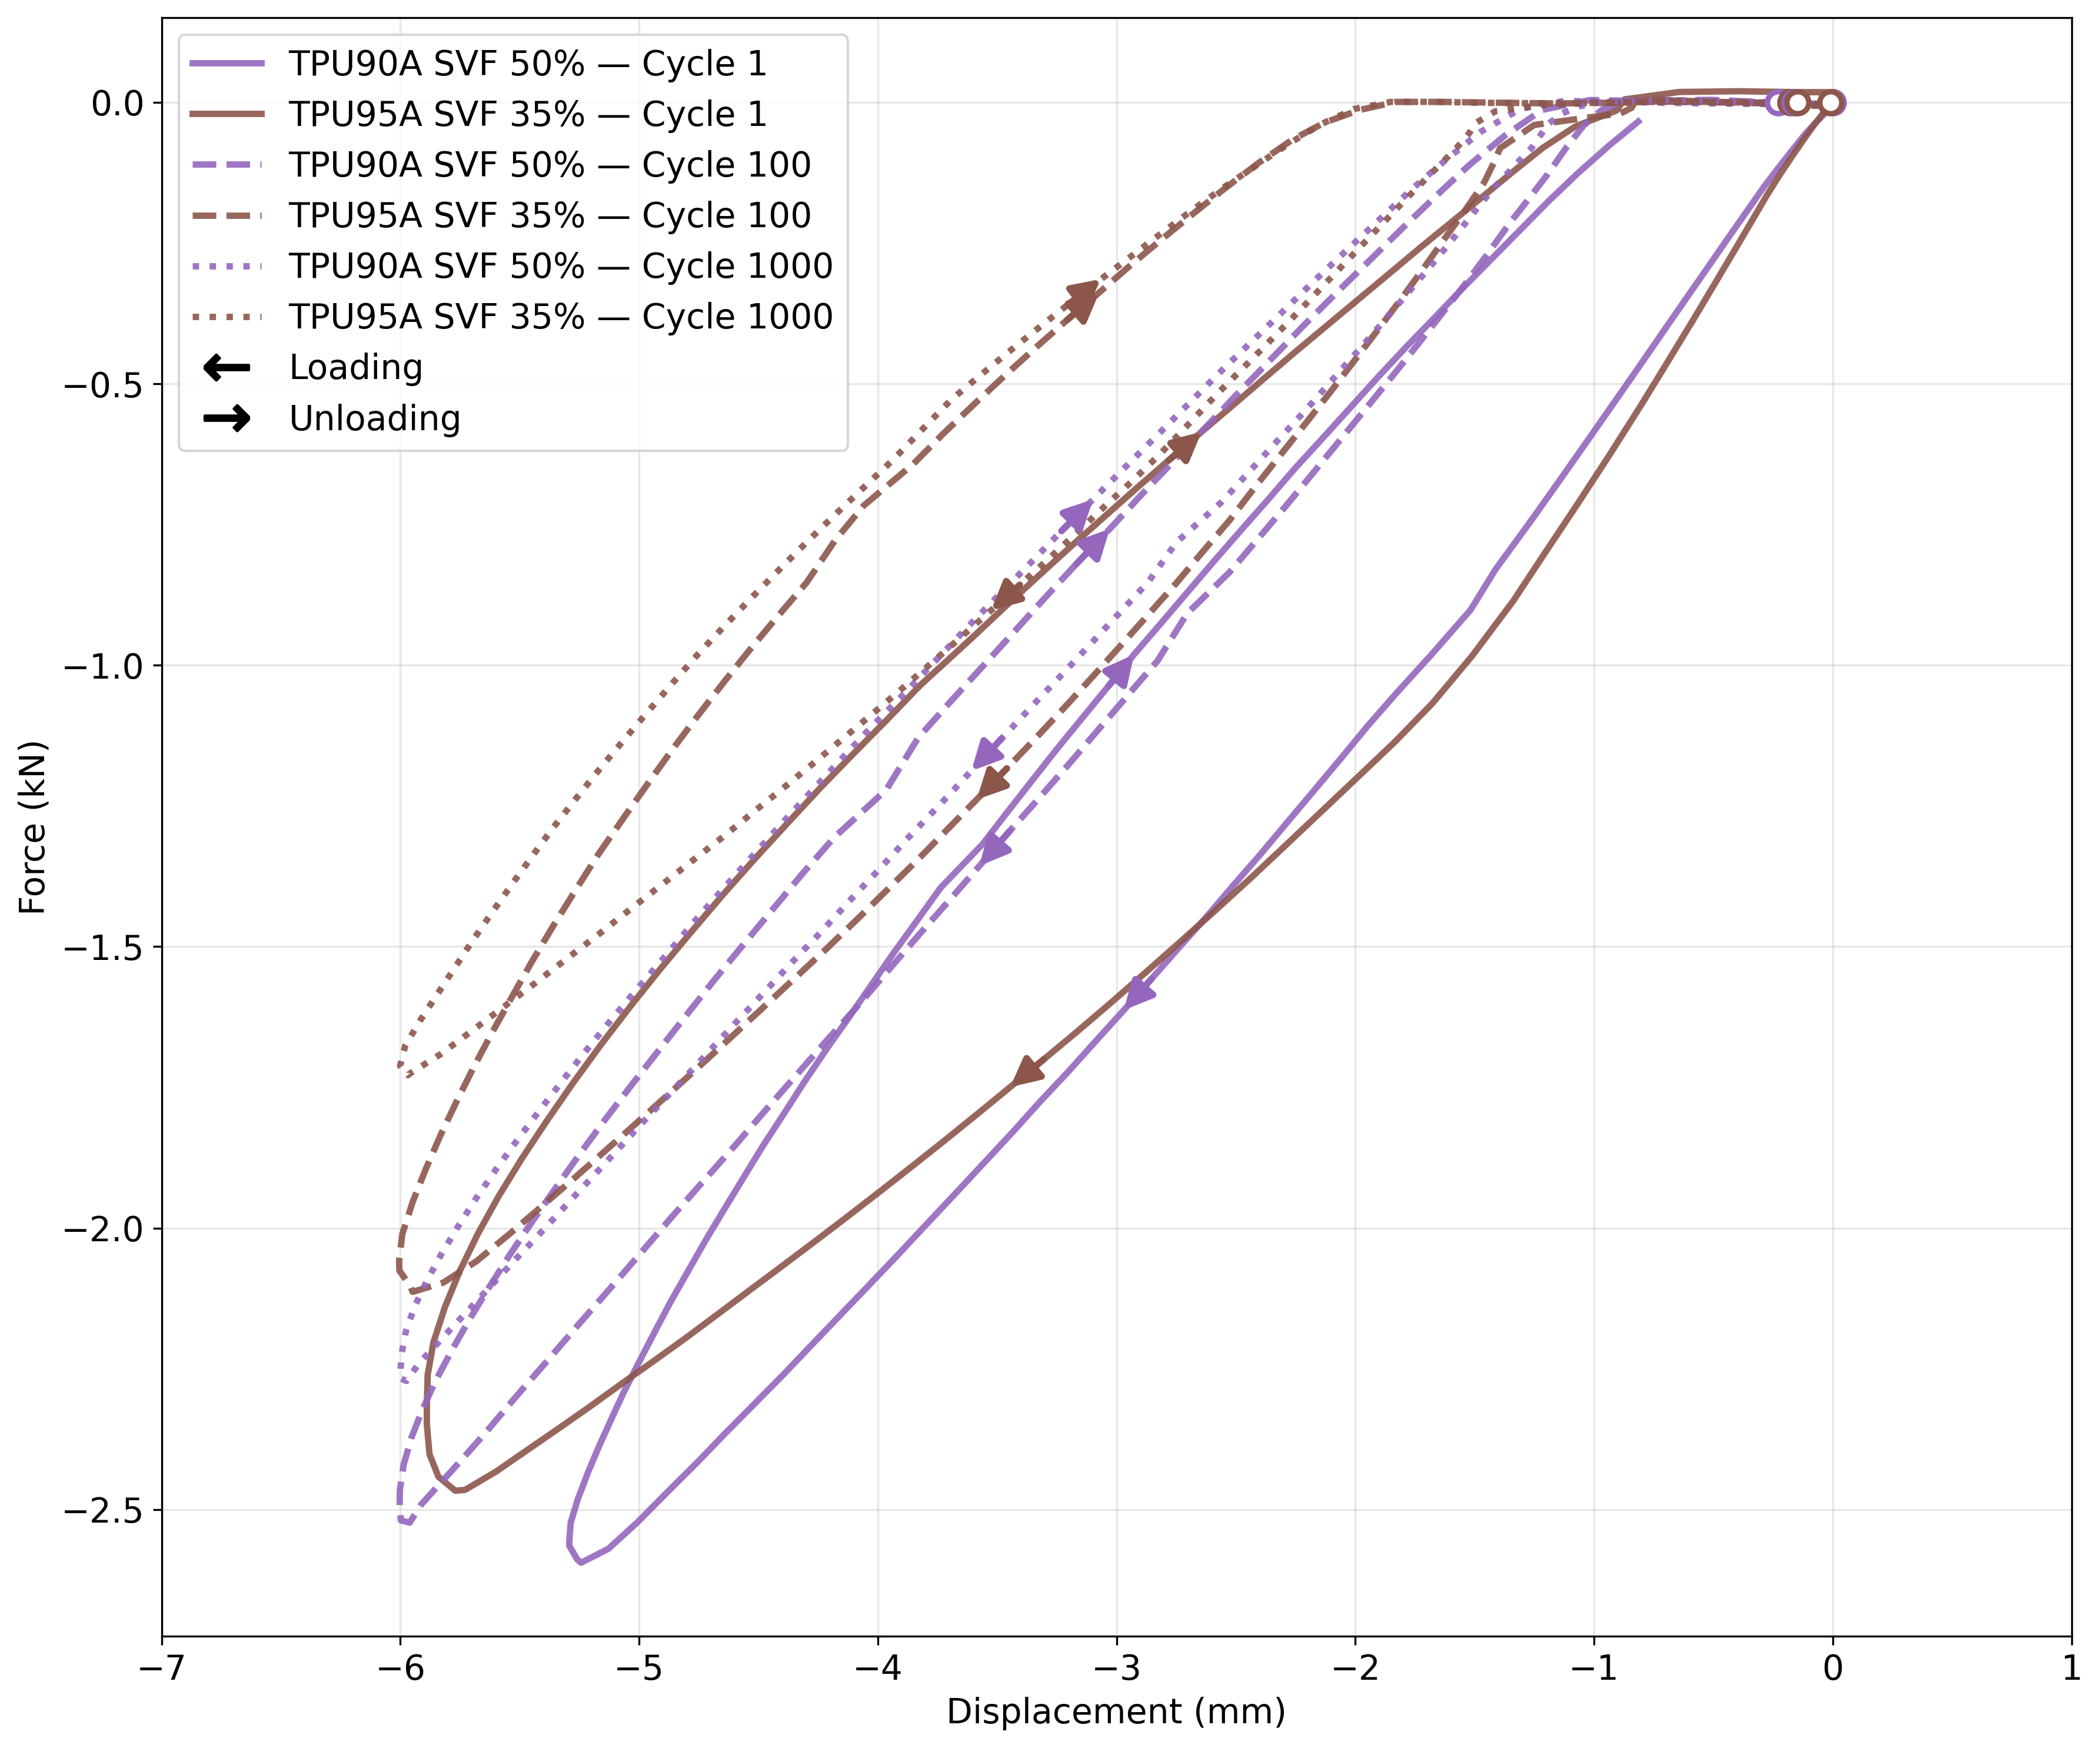 TPU90A SVF 50% — Cycle 1
TPU95A SVF 35% — Cycle 1
TPU90A SVF 50% — Cycle 100
TPU95A SVF 35% — Cycle 100
TPU90A SVF 50% — Cycle 1000
TPU95A SVF 35% — Cycle 1000
Loading
Unloading
0.0
−0.5
−1.0
−1.5
−2.0
−2.5
Force (kN)
−7 −6 −5 −4 −3 −2 −1 0 1
Displacement (mm)